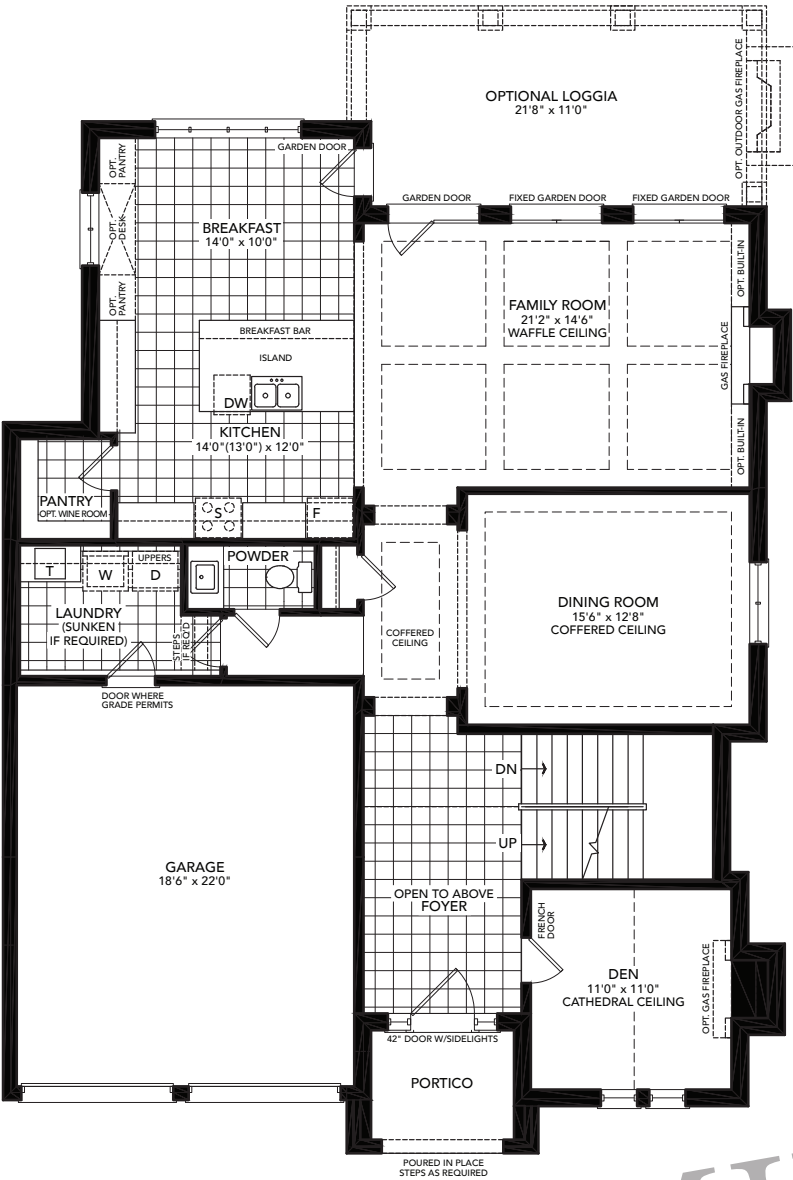 OPTIONAL LOGGIA
21'8" x 11'0"
OPT. OUTDOOR GAS FIREPLACE
OPT. PANTRY
GARDEN DOOR
GARDEN DOOR
FIXED GARDEN DOOR
FIXED GARDEN DOOR
OPT. DESK
BREAKFAST
14'0" x 10'0"
OPT. PANTRY
OPT. BUILT-IN
FAMILY ROOM
21'2" x 14'6"
WAFFLE CEILING
GAS FIREPLACE
BREAKFAST BAR
ISLAND
DW
KITCHEN
14'0"(13'0") x 12'0"
OPT. BUILT-IN
PANTRY
OPT. WINE ROOM
S
F
T
W
UPPERS
D
POWDER
LAUNDRY
(SUNKEN
IF REQUIRED)
STEPS
IF REQ'D
COFFERED
CEILING
DINING ROOM
15'6" x 12'8"
COFFERED CEILING
DOOR WHERE
GRADE PERMITS
DN
UP
GARAGE
18'6" x 22'0"
OPEN TO ABOVE
FOYER
FRENCH
DOOR
DEN
11'0" x 11'0"
CATHEDRAL CEILING
OPT. GAS FIREPLACE
42" DOOR W/SIDELIGHTS
PORTICO
POURED IN PLACE
STEPS AS REQUIRED